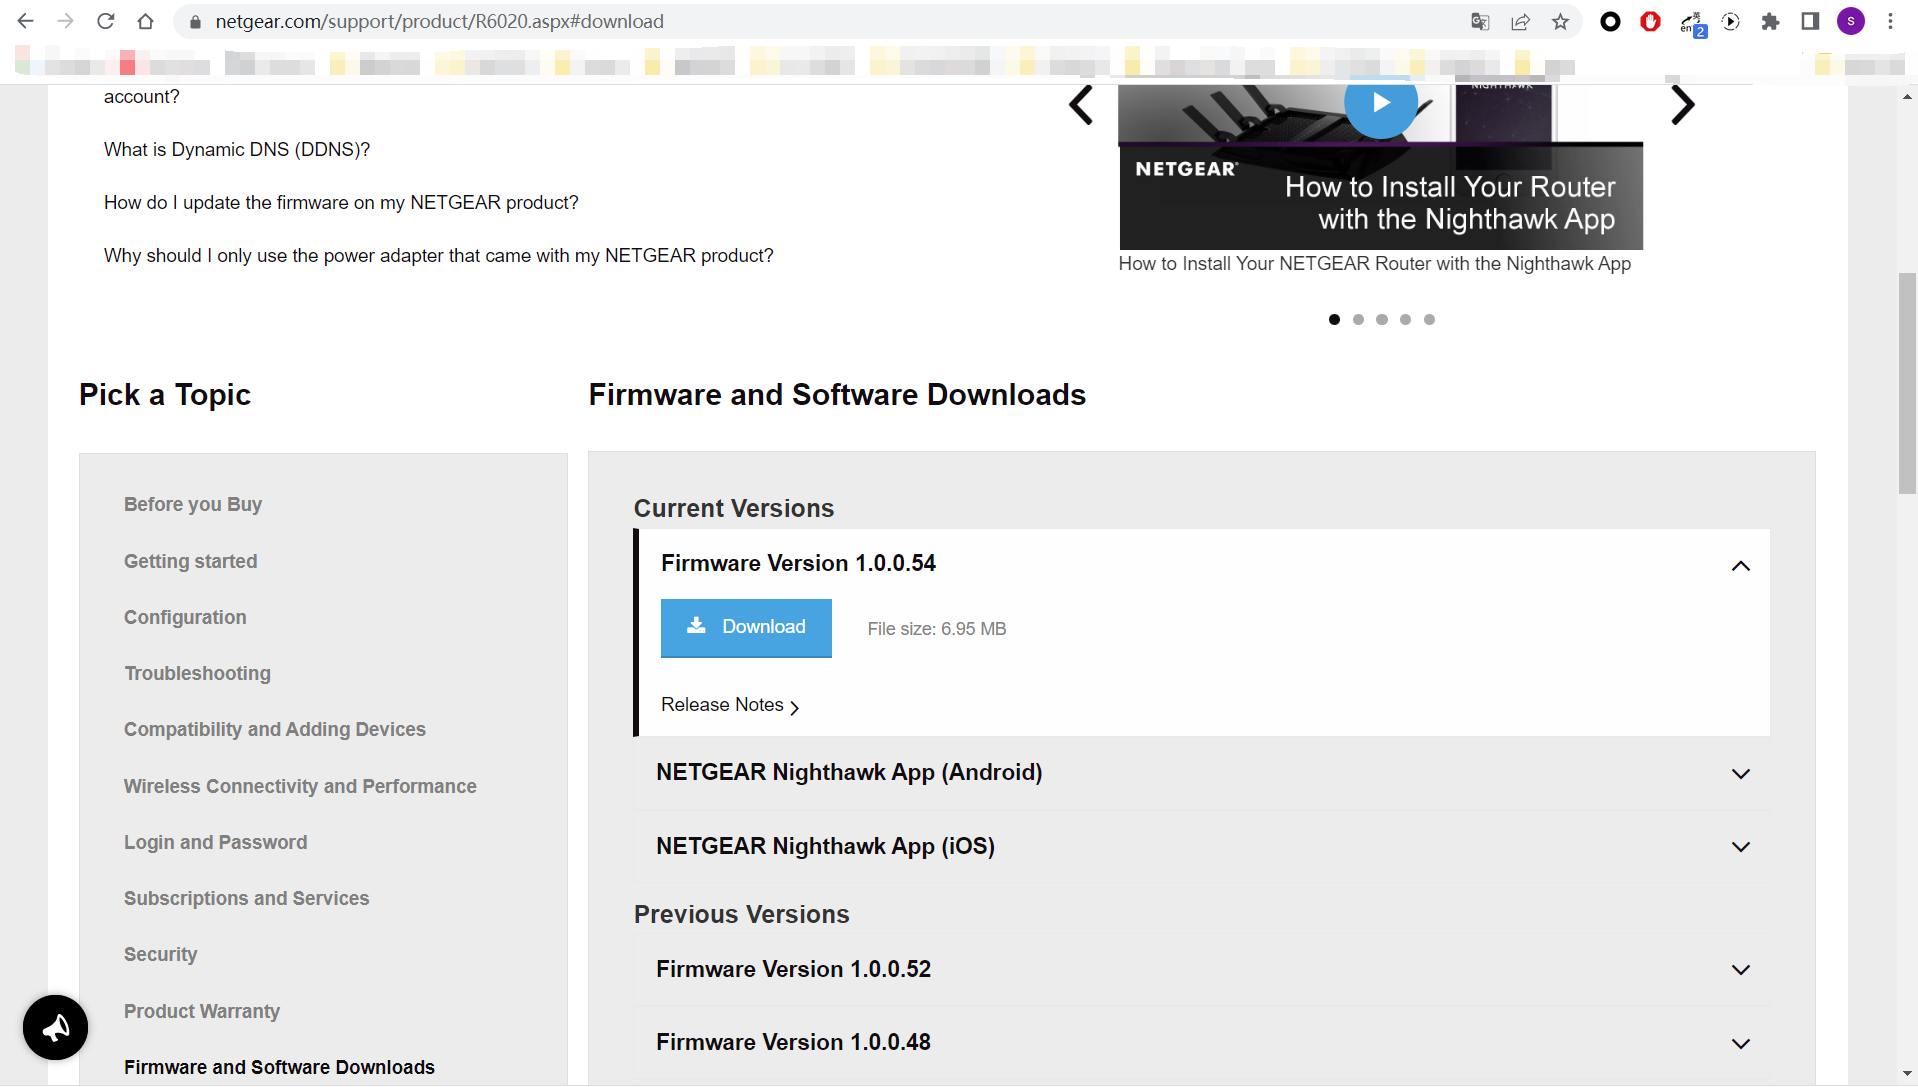 netgear.com/support/product/R6020.aspx#download
en
2
S
account?
What is Dynamic DNS (DDNS)?
How do I update the firmware on my NETGEAR product?
Why should I only use the power adapter that came with my NETGEAR product?
NIGHTHAWK
NETGEAR
How to Install Your Router
with the Nighthawk App
How to Install Your NETGEAR Router with the Nighthawk App
Pick a Topic
Before you Buy
Getting started
Configuration
Troubleshooting
Compatibility and Adding Devices
Wireless Connectivity and Performance
Login and Password
Subscriptions and Services
Security
Product Warranty
Firmware and Software Downloads
Firmware and Software Downloads
Current Versions
Firmware Version 1.0.0.54
Download
File size: 6.95 MB
Release Notes
NETGEAR Nighthawk App (Android)
NETGEAR Nighthawk App (iOS)
Previous Versions
Firmware Version 1.0.0.52
Firmware Version 1.0.0.48